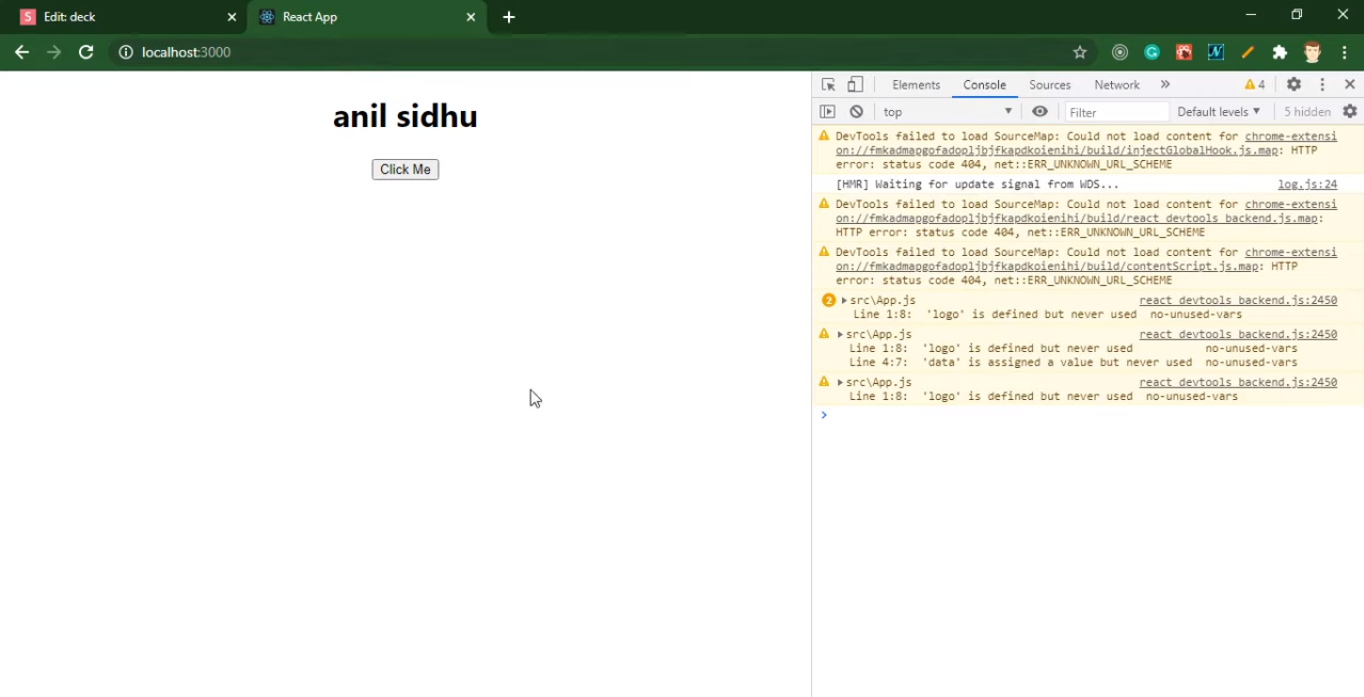 S Edit: deck
React App
localhost:3000
anil sidhu
Click Me
Elements Console Sources Network » 4
top Filter Default levels 5 hidden
DevTools failed to load SourceMap: Could not load content for chrome-extensi
on://fmkadmapgofadopljbjfkapdkoienihi/build/injectGlobalHook.js.map: HTTP
error: status code 404, net::ERR_UNKNOWN_URL_SCHEME
[HMR] Waiting for update signal from WDS... log.js:24
DevTools failed to load SourceMap: Could not load content for chrome-extensi
on://fmkadmapgofadopljbjfkapdkoienihi/build/react_devtools_backend.js.map:
HTTP error: status code 404, net::ERR_UNKNOWN_URL_SCHEME
DevTools failed to load SourceMap: Could not load content for chrome-extensi
on://fmkadmapgofadopljbjfkapdkoienihi/build/contentScript.js.map: HTTP
error: status code 404, net::ERR_UNKNOWN_URL_SCHEME
2 src\App.js react_devtools_backend.js:2450
Line 1:8: 'logo' is defined but never used no-unused-vars
src\App.js react_devtools_backend.js:2450
Line 1:8: 'logo' is defined but never used no-unused-vars
Line 4:7: 'data' is assigned a value but never used no-unused-vars
src\App.js react_devtools_backend.js:2450
Line 1:8: 'logo' is defined but never used no-unused-vars